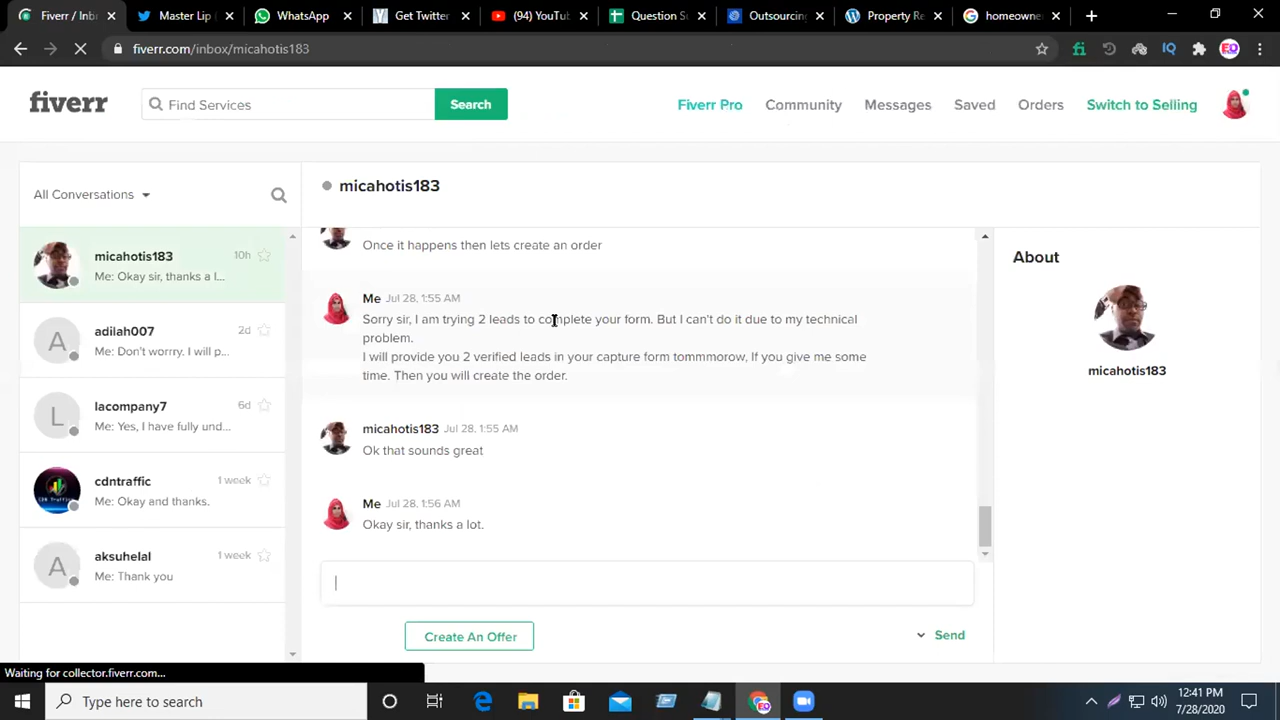 Fiverr / Inbo
Master Lip (
WhatsApp
Get Twitter
(94) YouTu
Question Su
Outsourcing
Property Re
homeowne
fiverr.com/inbox/micahotis183
fiverr
Find Services
Search
Fiverr Pro
Community
Messages
Saved
Orders
Switch to Selling
All Conversations
micahotis183
10h
Me: Okay sir, thanks a l...
A
adilah007
2d
Me: Don't worrry. I will p...
L
lacompany7
6d
Me: Yes, I have fully und...
cdntraffic
1 week
Me: Okay and thanks.
A
aksuhelal
1 week
Me: Thank you
micahotis183
Once it happens then lets create an order
Me Jul 28, 1:55 AM
Sorry sir, I am trying 2 leads to complete your form. But I can't do it due to my technical
problem.
I will provide you 2 verified leads in your capture form tommmorow, If you give me some
time. Then you will create the order.
micahotis183 Jul 28, 1:55 AM
Ok that sounds great
Me Jul 28, 1:56 AM
Okay sir, thanks a lot.
Create An Offer
Send
About
micahotis183
Waiting for collector.fiverr.com...
Type here to search
12:41 PM
7/28/2020